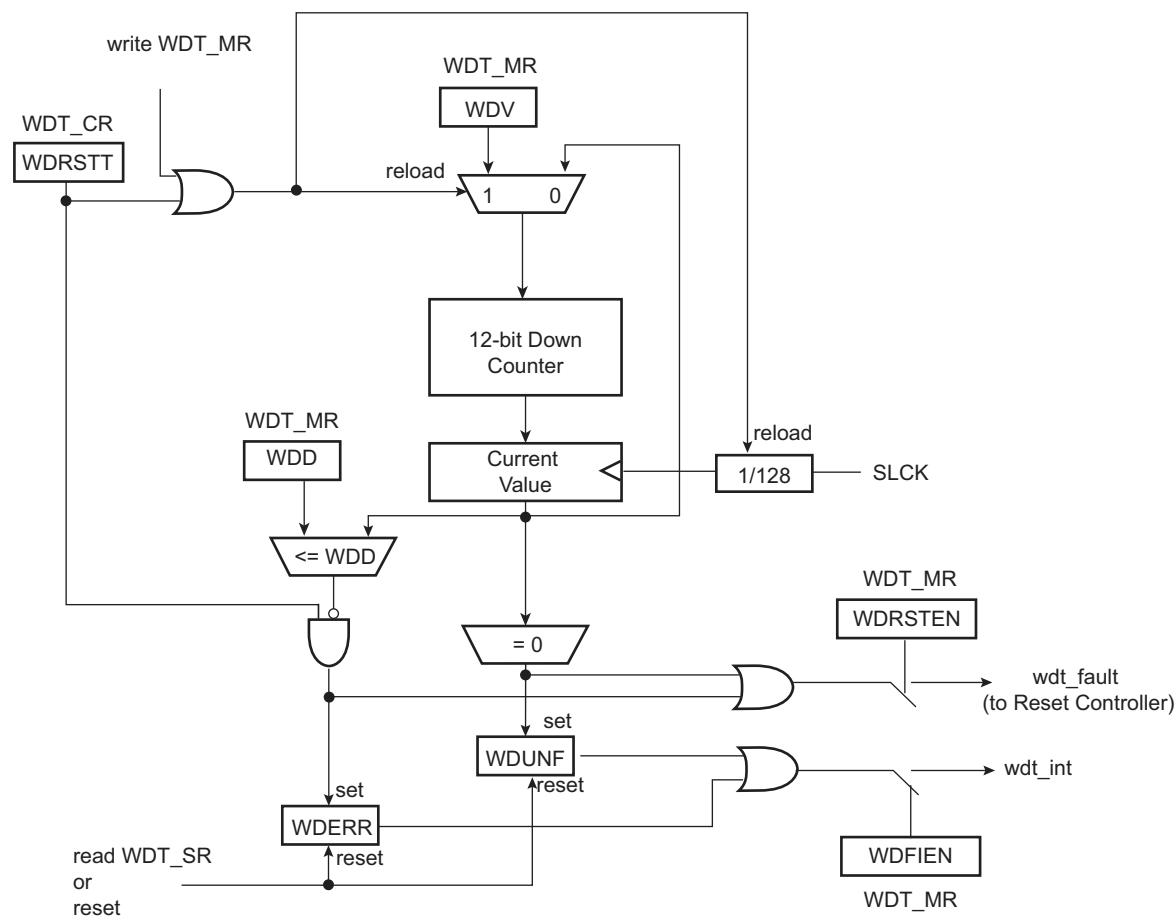 write WDT_MR
WDT_MR
WDV
WDT_CR
WDRSTT
reload
1 0
12-bit Down
Counter
WDT_MR
WDD
reload
Current
Value
1/128
SLCK
<= WDD
WDT_MR
WDRSTEN
= 0
wdt_fault
(to Reset Controller)
set
WDUNF
reset
wdt_int
set
WDERR
reset
WDFIEN
WDT_MR
read WDT_SR
or
reset